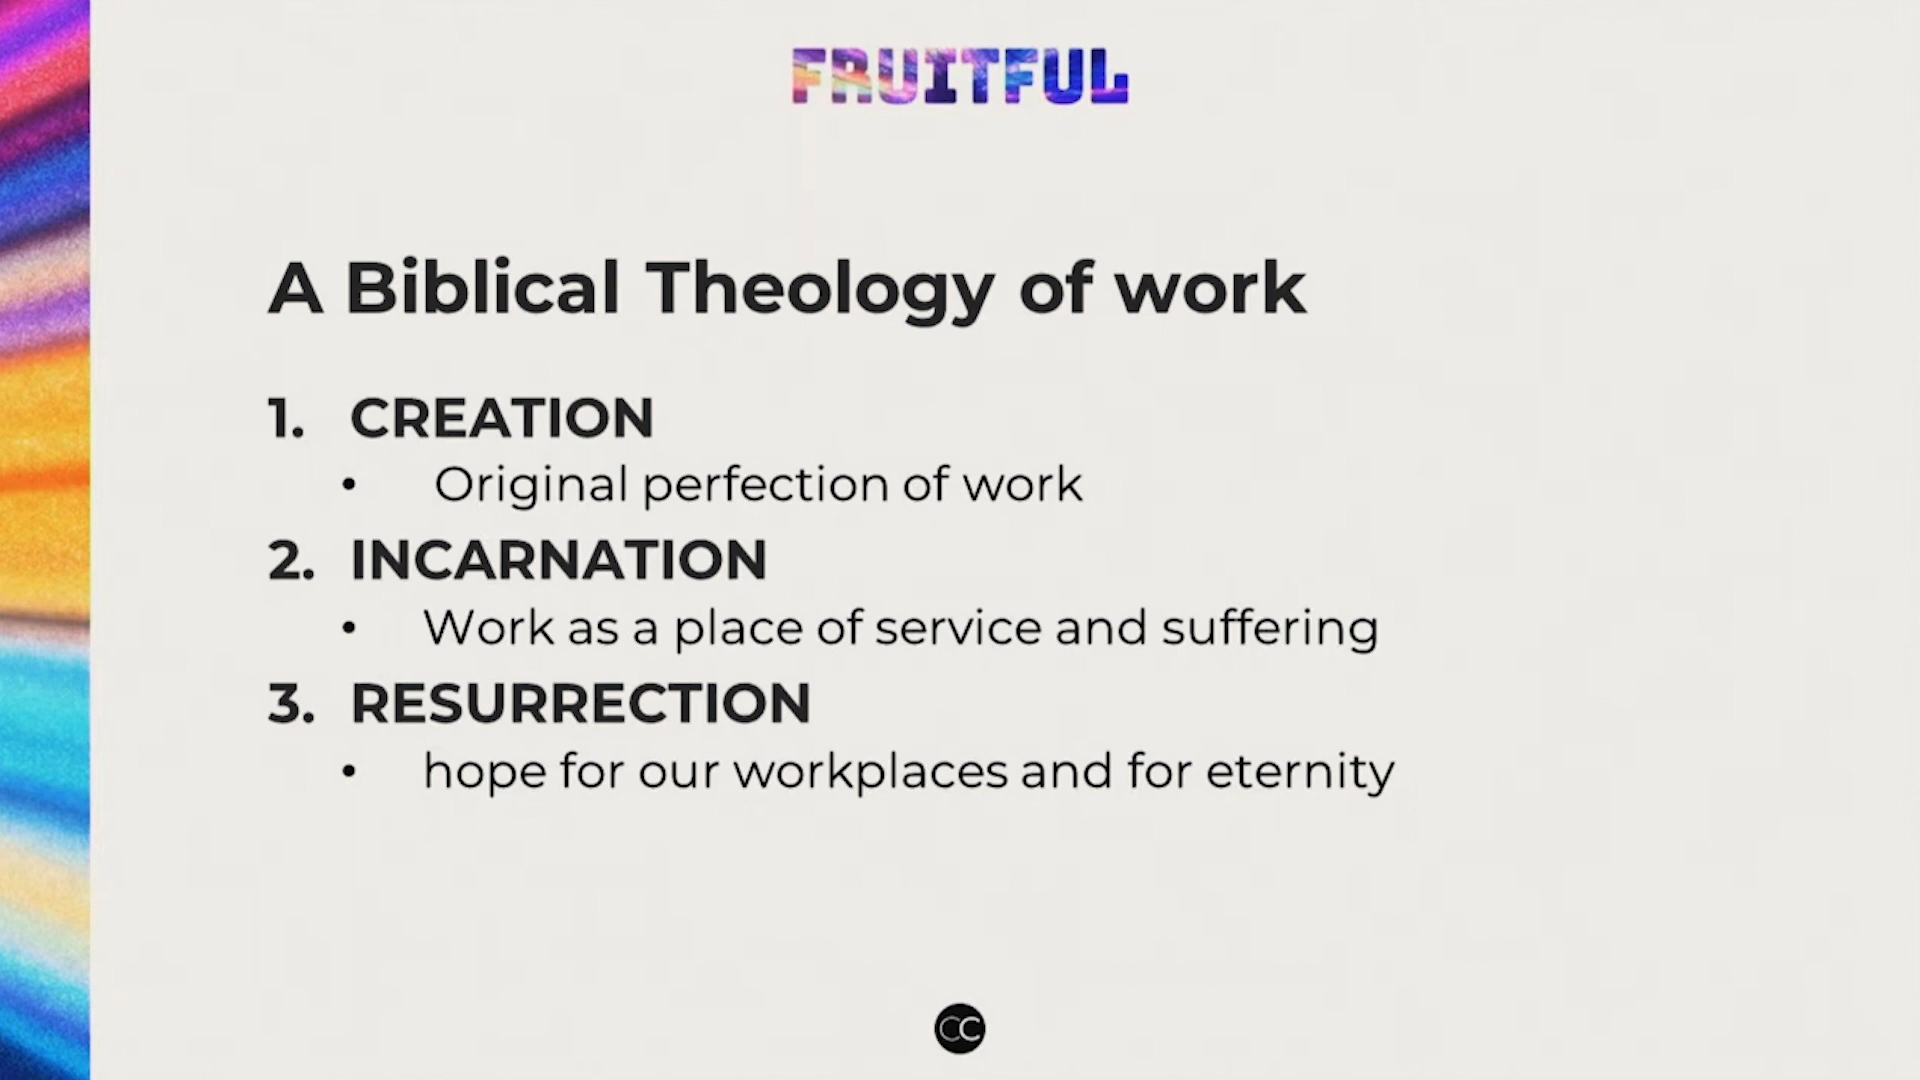 FRUITFUL
A Biblical Theology of work
1. CREATION
• Original perfection of work
2. INCARNATION
• Work as a place of service and suffering
3. RESURRECTION
• hope for our workplaces and for eternity
CC